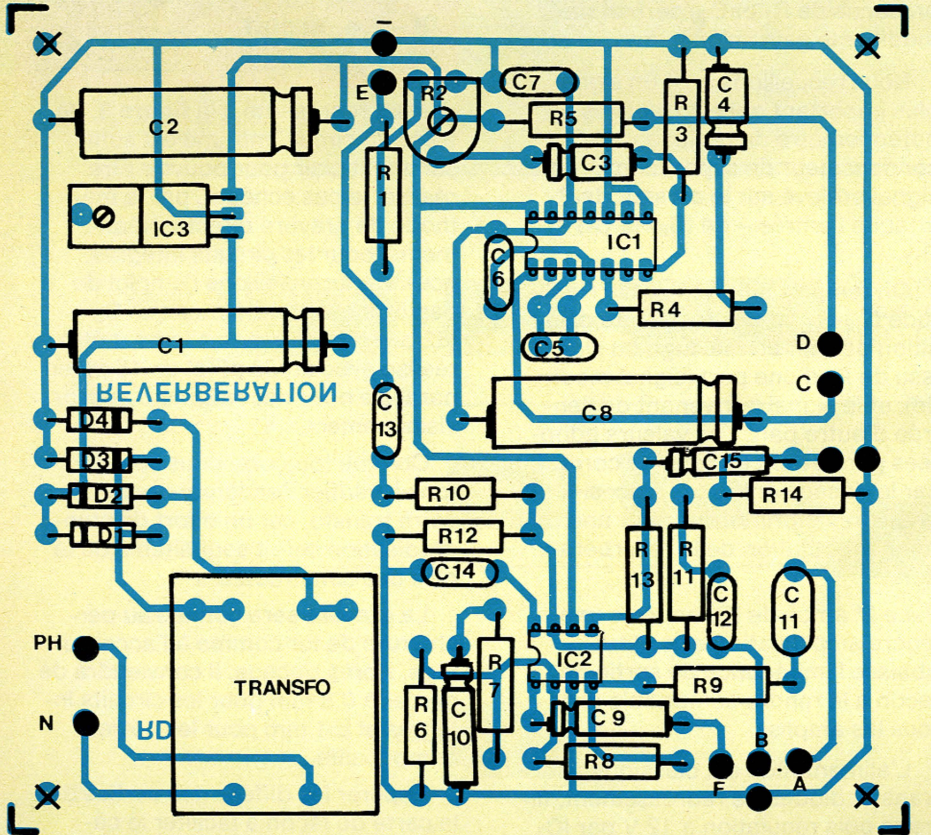 −
E
R2
C7
R5
R
3
C
4
C2
R
1
C3
IC3
IC1
C
6
R4
C5
D
C1
C
REVERBERATION
D4
C
13
C8
D3
C15
D2
R10
R14
D1
R12
C14
R
13
R
11
C
12
C
11
PH
TRANSFO
R
7
IC2
R9
N
RD
R
6
C
10
C9
R8
B
F
A